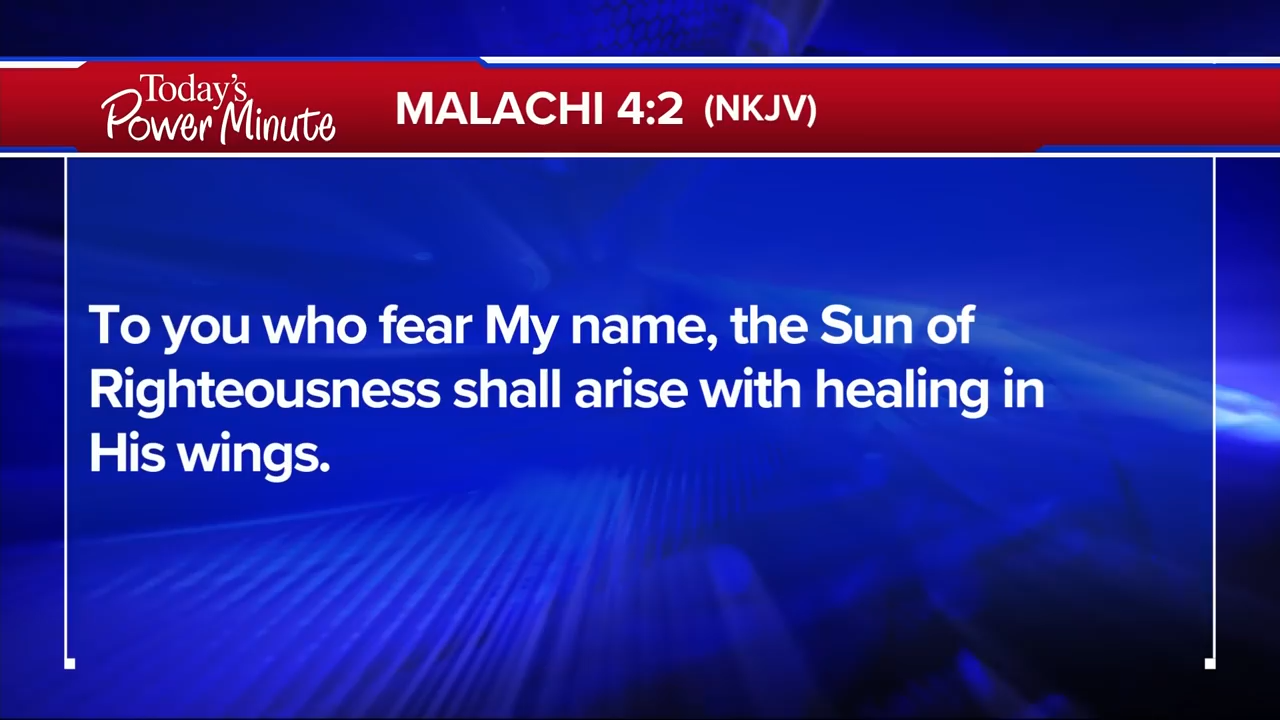 Today's
Power Minute
MALACHI 4:2 (NKJV)
To you who fear My name, the Sun of
Righteousness shall arise with healing in
His wings.